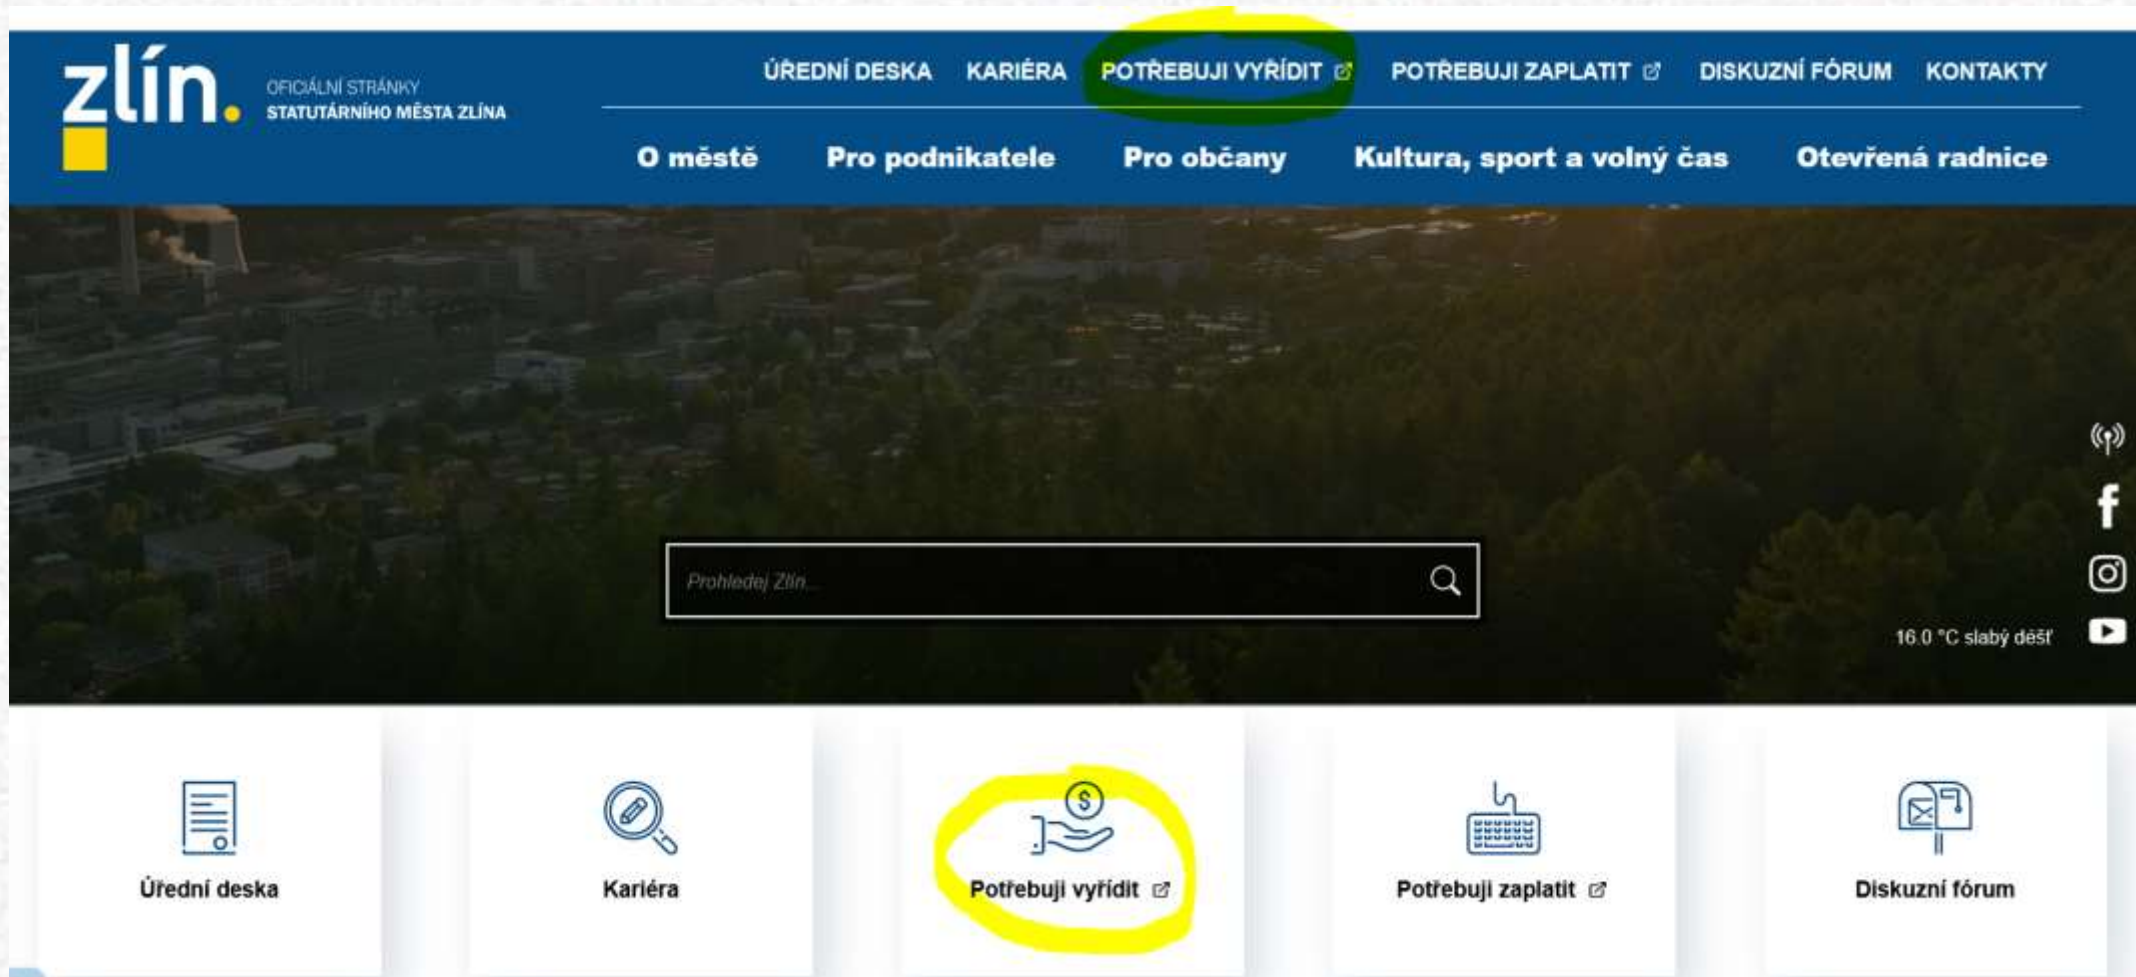 zlín.
OFICIÁLNÍ STRÁNKY
STATUTÁRNÍHO MĚSTA ZLÍNA
ÚŘEDNÍ DESKA KARIÉRA POTŘEBUJI VYŘÍDIT POTŘEBUJI ZAPLATIT DISKUZNÍ FÓRUM KONTAKTY
O městě Pro podnikatele Pro občany Kultura, sport a volný čas Otevřená radnice
Prohledej Zlín...
16.0 °C slabý déšť
Úřední deska Kariéra Potřebuji vyřídit Potřebuji zaplatit Diskuzní fórum